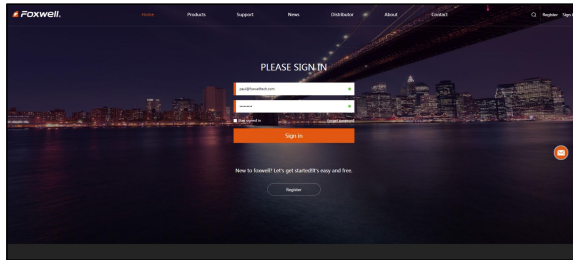 FOXWELL.
Home Products Support News Distributor About Contact Register Sign
PLEASE SIGN IN
Sign In
New to foxwell? Let's get started!It's easy and free.
Register